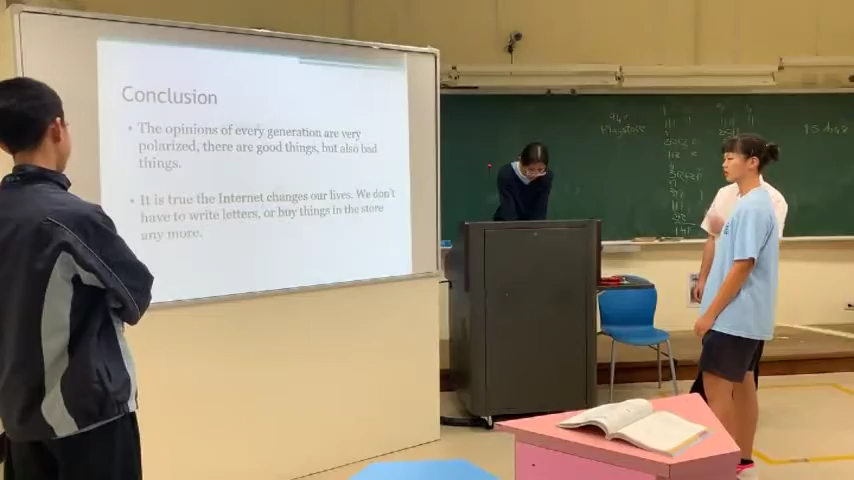 Conclusion
• The opinions of every generation are very
polarized, there are good things, but also bad
things.
• It is true the Internet changes our lives. We don't
have to write letters, or buy things in the store
any more.